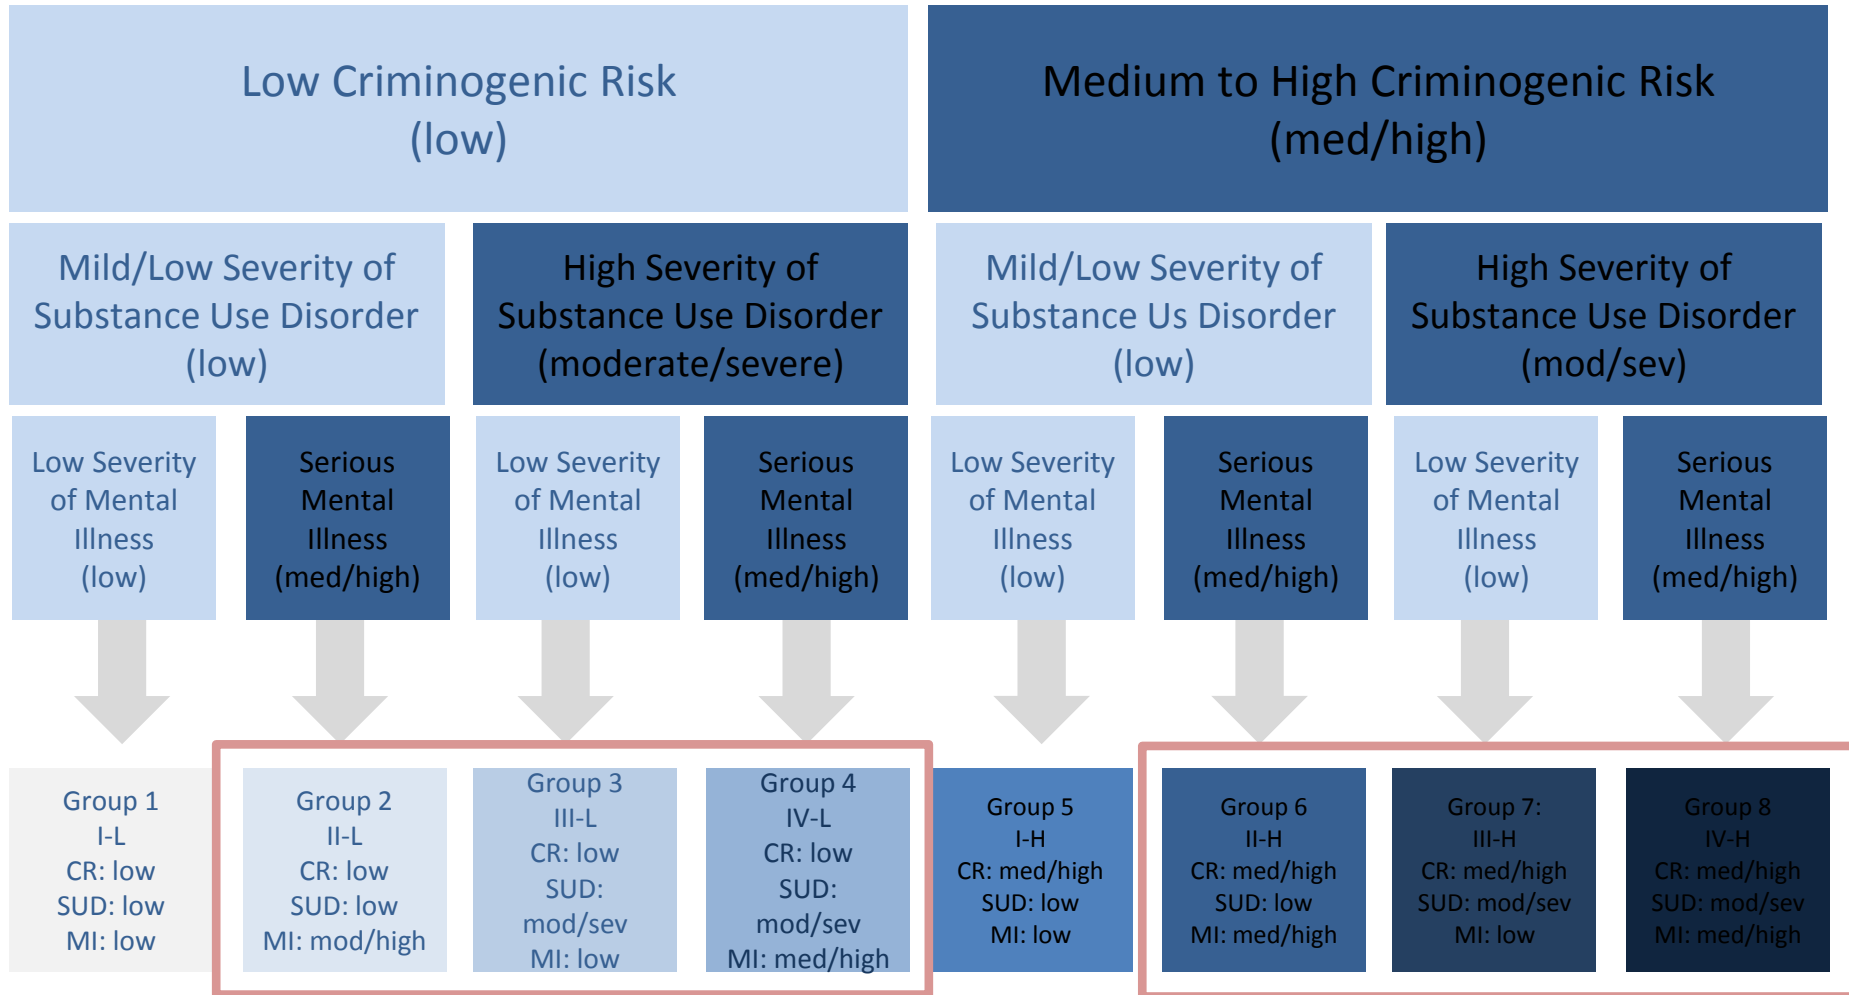 Low Criminogenic Risk
(low)
Medium to High Criminogenic Risk
(med/high)
Mild/Low Severity of
Substance Use Disorder
(low)
High Severity of
Substance Use Disorder
(moderate/severe)
Mild/Low Severity of
Substance Us Disorder
(low)
High Severity of
Substance Use Disorder
(mod/sev)
Low Severity
of Mental
Illness
(low)
Serious
Mental
Illness
(med/high)
Low Severity
of Mental
Illness
(low)
Serious
Mental
Illness
(med/high)
Low Severity
of Mental
Illness
(low)
Serious
Mental
Illness
(med/high)
Low Severity
of Mental
Illness
(low)
Serious
Mental
Illness
(med/high)
Group 1
I-L
CR: low
SUD: low
MI: low
Group 2
II-L
CR: low
SUD: low
MI: mod/high
Group 3
III-L
CR: low
SUD:
mod/sev
MI: low
Group 4
IV-L
CR: low
SUD:
mod/sev
MI: med/high
Group 5
I-H
CR: med/high
SUD: low
MI: low
Group 6
II-H
CR: med/high
SUD: low
MI: med/high
Group 7:
III-H
CR: med/high
SUD: mod/sev
MI: low
Group 8
IV-H
CR: med/high
SUD: mod/sev
MI: med/high